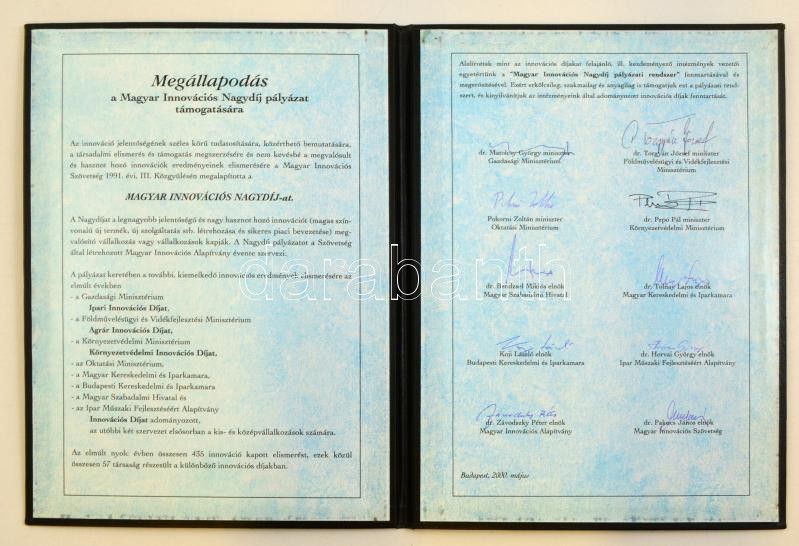 Megállapodás
a Magyar Innovációs Nagydíj pályázat
támogatására
Az innováció jelentőségének széles körű tudatosítására, közérthető bemutatására,
a társadalmi elismerés és támogatás megszerzésére és nem kevésbé a megvalósult
és hasznot hozó innovációk eredményeinek elismerésére a Magyar Innovációs
Szövetség 1991. évi, III. Közgyűlésén megalapította a
MAGYAR INNOVÁCIÓS NAGYDÍJ-at.
A Nagydíjat a legnagyobb jelentőségű és nagy hasznot hozó innovációt (magas szín-
vonalú új termék, új szolgáltatás stb. létrehozása és sikeres piaci bevezetése) meg-
valósító vállalkozás vagy vállalkozások kapják. A Nagydíj pályázatot a Szövetség
által létrehozott Magyar Innovációs Alapítvány évente szervezi.
A pályázat keretében a további, kiemelkedő innovációs eredmények elismerésére az
elmúlt években
- a Gazdasági Minisztérium
Ipari Innovációs Díjat,
- a Földművelésügyi és Vidékfejlesztési Minisztérium
Agrár Innovációs Díjat,
- a Környezetvédelmi Minisztérium
Környezetvédelmi Innovációs Díjat,
- az Oktatási Minisztérium,
- a Magyar Kereskedelmi és Iparkamara,
- a Budapesti Kereskedelmi és Iparkamara
- a Magyar Szabadalmi Hivatal és
- az Ipar Műszaki Fejlesztéséért Alapítvány
Innovációs Díjat adományozott,
az utóbbi két szervezet elsősorban a kis- és középvállalkozások számára.
Az elmúlt nyolc évben összesen 435 innováció kapott elismerést, ezek közül
összesen 57 társaság részesült a különböző innovációs díjakban.
Alulírottak mint az innovációs díjakat felajánló, ill. kezdeményező intézmények vezetői
egyetértünk a "Magyar Innovációs Nagydíj pályázati rendszer" fenntartásával és
megerősítésével. Ezért erkölcsileg, szakmailag és anyagilag is támogatjuk ezt a pályázati rend-
szert, és kinyilvánítjuk az intézményeink által adományozott innovációs díjak fenntartását.
dr. Matolcsy György miniszter
Gazdasági Minisztérium
dr. Torgyán József miniszter
Földművelésügyi és Vidékfejlesztési
Minisztérium
Pokorni Zoltán miniszter
Oktatási Minisztérium
dr. Pepó Pál miniszter
Környezetvédelmi Minisztérium
dr. Bendzsel Miklós elnök
Magyar Szabadalmi Hivatal
dr. Tolnay Lajos elnök
Magyar Kereskedelmi és Iparkamara
Koji László elnök
Budapesti Kereskedelmi és Iparkamara
dr. Horvai György elnök
Ipar Műszaki Fejlesztéséért Alapítvány
dr. Závodszky Péter elnök
Magyar Innovációs Alapítvány
dr. Pakucs János elnök
Magyar Innovációs Szövetség
Budapest, 2000. május
darabanth